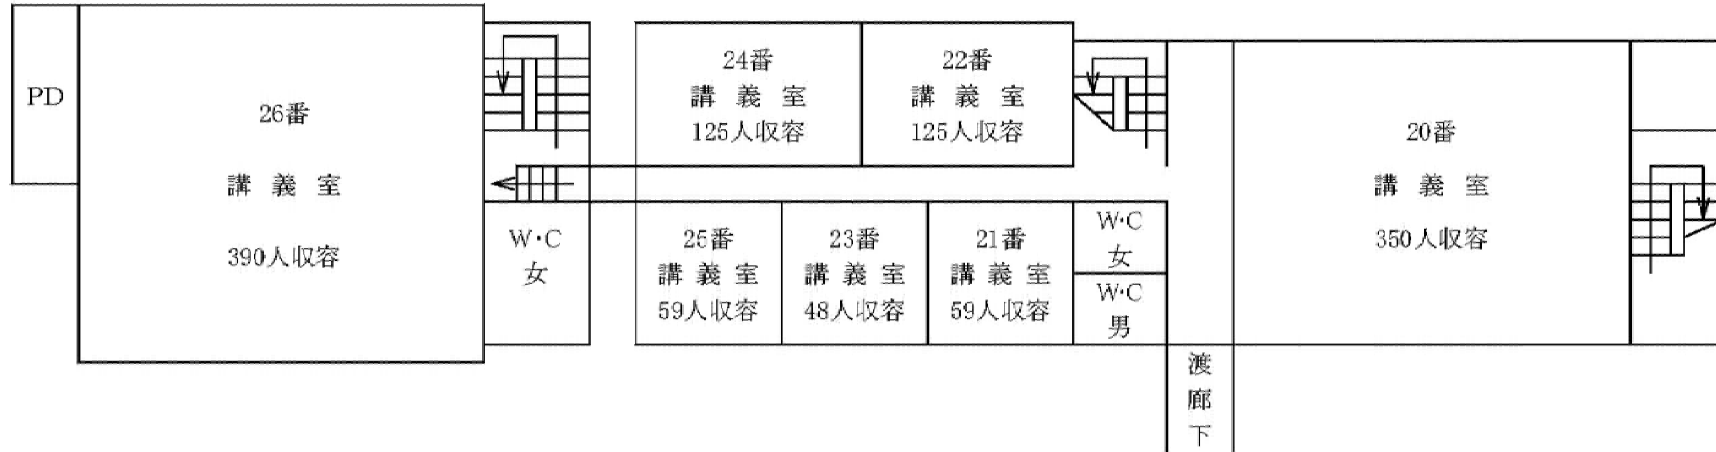 PD
26番
講義室
390人収容
W·C
女
24番
講義室
125人収容
22番
講義室
125人収容
25番
講義室
59人収容
23番
講義室
48人収容
21番
講義室
59人収容
W·C
女
W·C
男
渡
廊
下
20番
講義室
350人収容